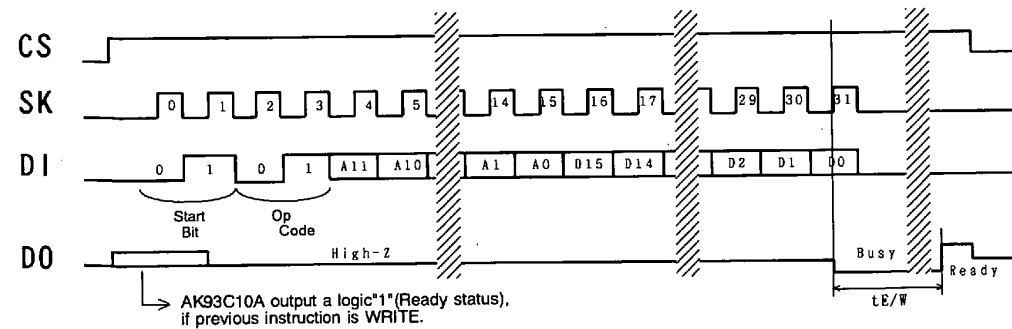 CS
SK 0 1 2 3 4 5 14 15 16 17 29 30 31
DI 0 1 0 1 A11 A10 A1 A0 D15 D14 D2 D1 D0
Start Bit
Op Code
DO High-Z Busy Ready
tE/W
AK93C10A output a logic"1"(Ready status),
if previous instruction is WRITE.